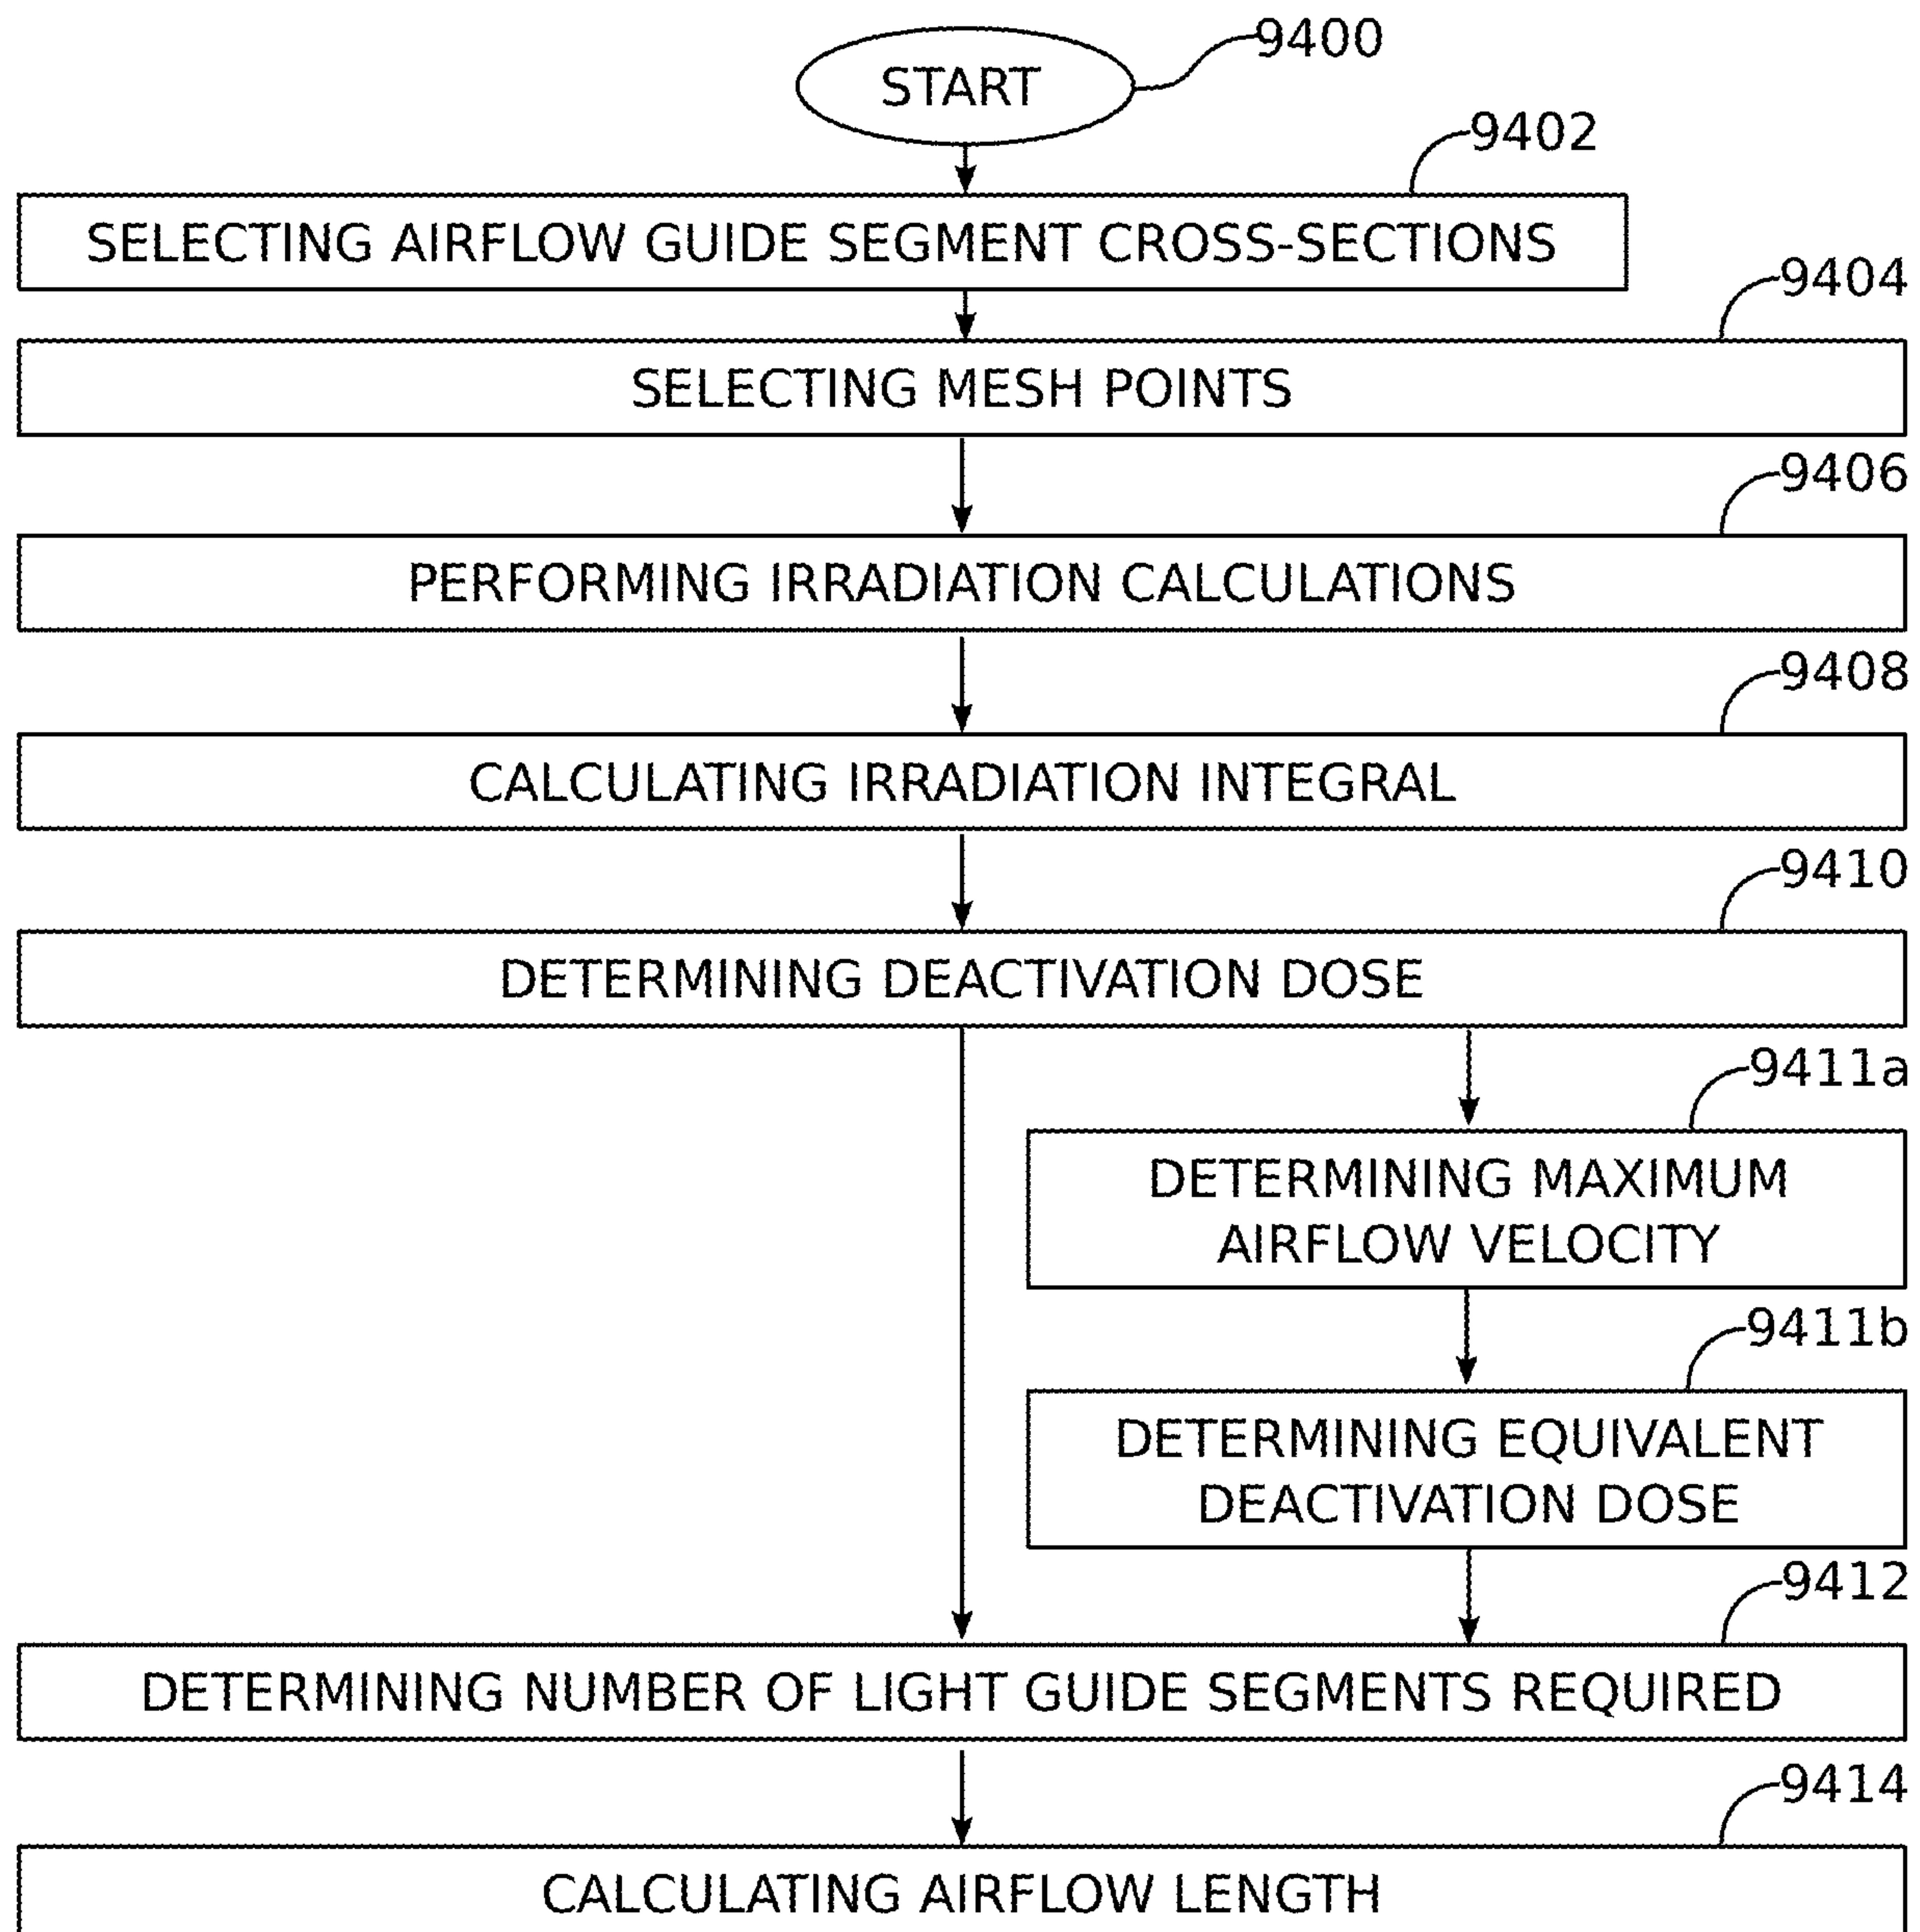 9400
START
9402
SELECTING AIRFLOW GUIDE SEGMENT CROSS-SECTIONS
9404
SELECTING MESH POINTS
9406
PERFORMING IRRADIATION CALCULATIONS
9408
CALCULATING IRRADIATION INTEGRAL
9410
DETERMINING DEACTIVATION DOSE
9411a
DETERMINING MAXIMUM
AIRFLOW VELOCITY
9411b
DETERMINING EQUIVALENT
DEACTIVATION DOSE
9412
DETERMINING NUMBER OF LIGHT GUIDE SEGMENTS REQUIRED
9414
CALCULATING AIRFLOW LENGTH